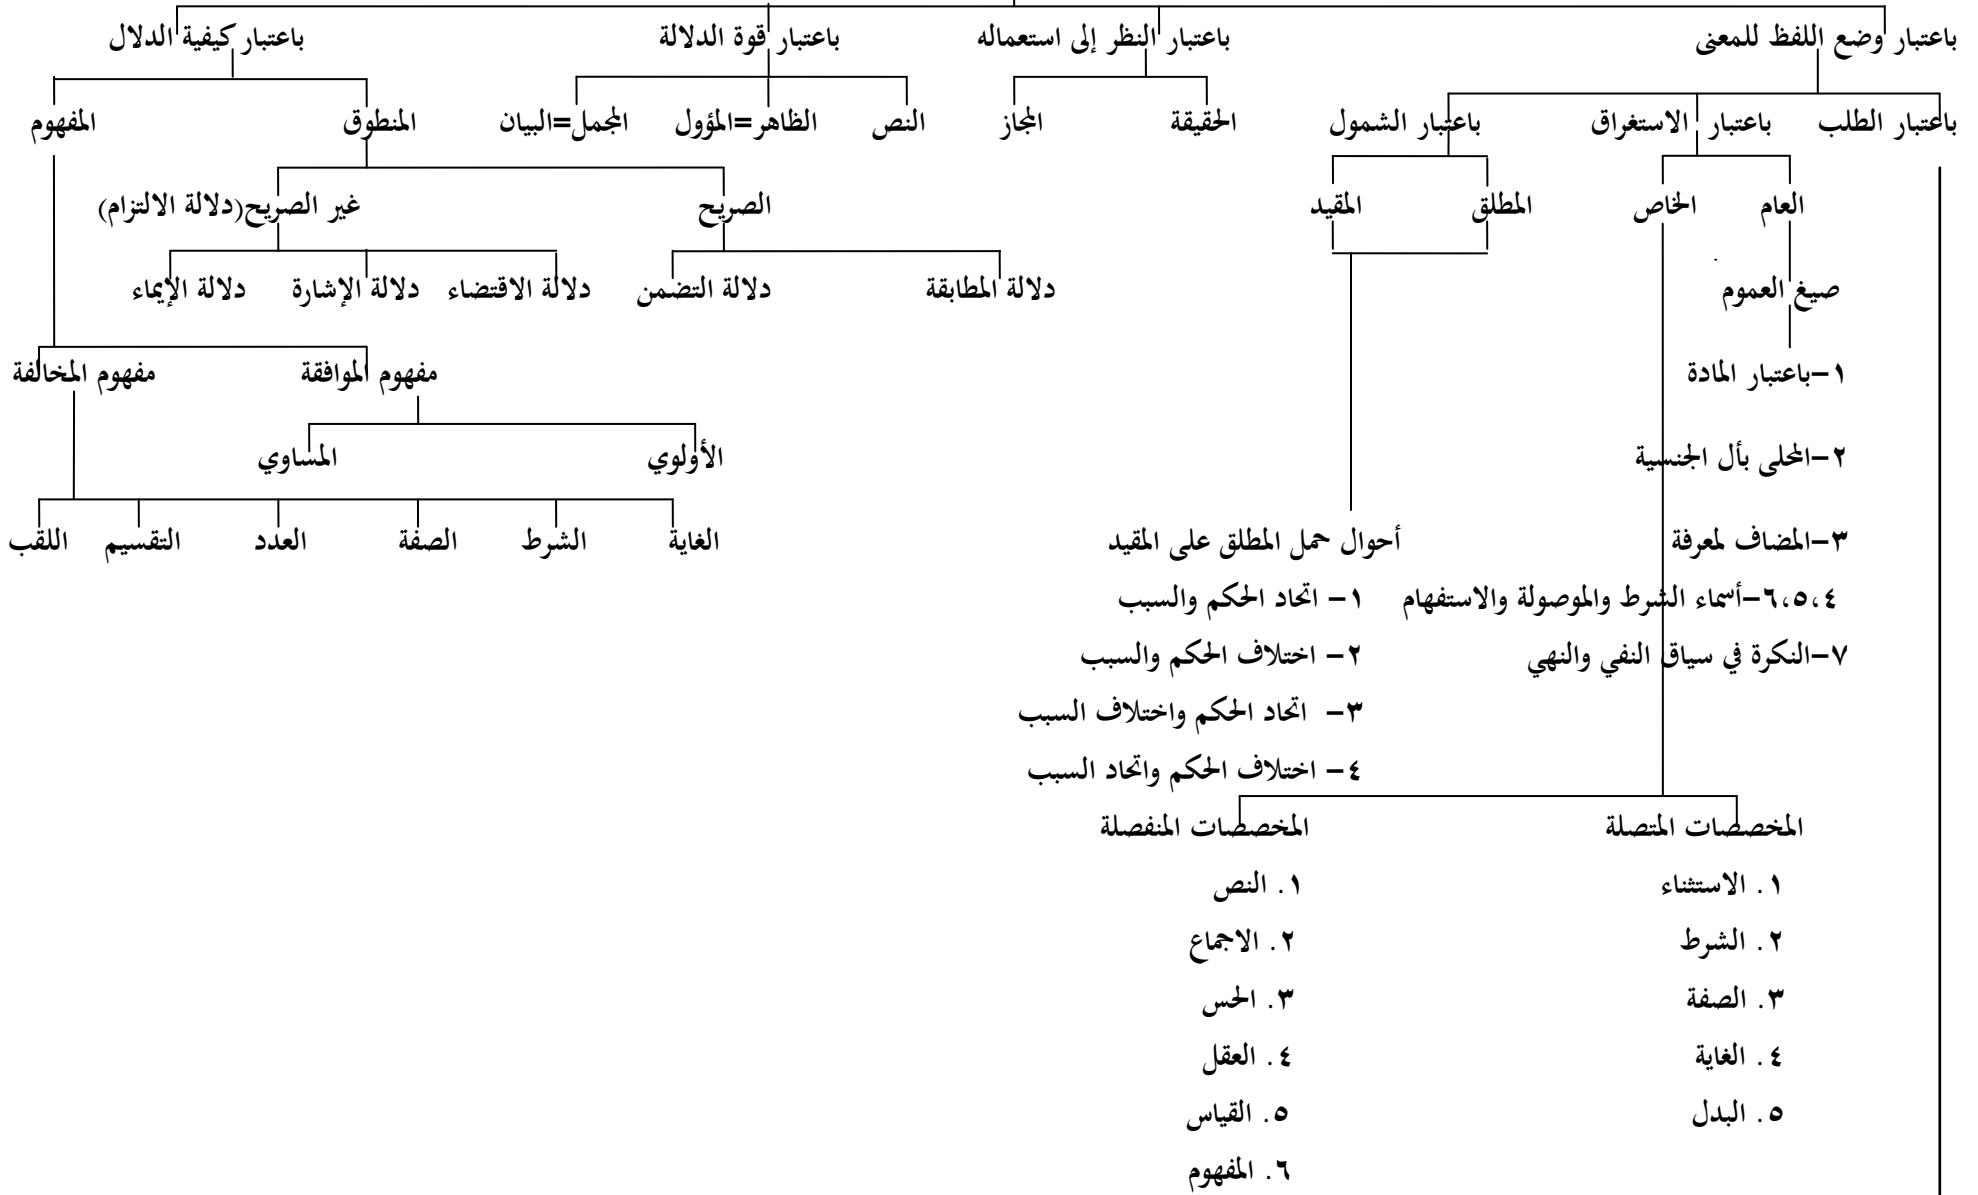 باعتبار وضع اللفظ للمعنى باعتبار النظر إلى استعماله باعتبار قوة الدلالة باعتبار كيفية الدلال
باعتبار الطلب باعتبار الاستغراق باعتبار الشمول الحقيقة المجاز النص الظاهر=المؤول المجمل=البيان المنطوق المفهوم
العام الخاص المطلق المقيد الصريح غير الصريح(دلالة الالتزام)
صيغ العموم دلالة المطابقة دلالة التضمن دلالة الاقتضاء دلالة الإشارة دلالة الإيماء
١-باعتبار المادة مفهوم الموافقة مفهوم المخالفة
٢-المحلى بأل الجنسية الأولوي المساوي
٣-المضاف لمعرفة أحوال حمل المطلق على المقيد الغاية الشرط الصفة العدد التقسيم اللقب
٤،٥،٦-أسماء الشرط والموصولة والاستفهام ١- اتحاد الحكم والسبب
٧-النكرة في سياق النفي والنهي ٢- اختلاف الحكم والسبب
٣- اتحاد الحكم واختلاف السبب
٤- اختلاف الحكم واتحاد السبب
المخصصات المتصلة المخصصات المنفصلة
١. الاستثناء ١. النص
٢. الشرط ٢. الاجماع
٣. الصفة ٣. الحس
٤. الغاية ٤. العقل
٥. البدل ٥. القياس
٦. المفهوم